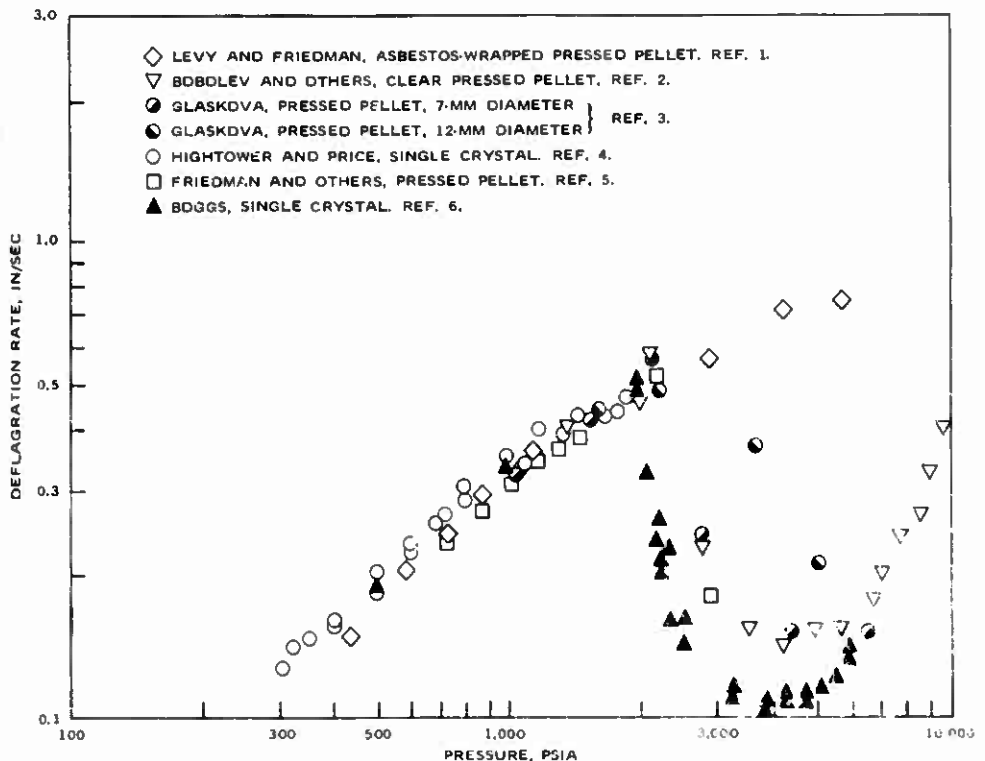 3.0
◇ LEVY AND FRIEDMAN, ASBESTOS-WRAPPED PRESSED PELLET. REF. 1.
▽ BOBOLEV AND OTHERS, CLEAR PRESSED PELLET, REF. 2.
GLASKOVA, PRESSED PELLET, 7-MM DIAMETER
GLASKOVA, PRESSED PELLET, 12-MM DIAMETER } REF. 3.
○ HIGHTOWER AND PRICE, SINGLE CRYSTAL. REF. 4.
□ FRIEDMAN AND OTHERS, PRESSED PELLET. REF. 5.
▲ BOGGS, SINGLE CRYSTAL. REF. 6.
1.0
DEFLAGRATION RATE, IN/SEC
0.5
0.3
0.1
100 300 500 1,000 3,000 10,000
PRESSURE, PSIA